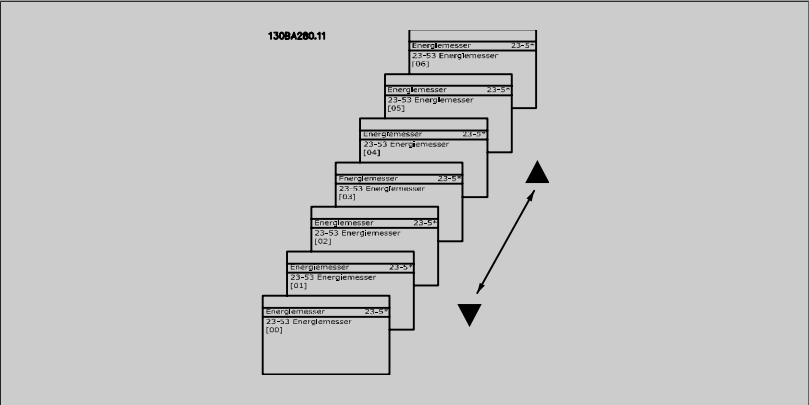 130BA280.11
Energiemesser 23-5*
23-53 Energiemesser
[06]
Energiemesser 23-5*
23-53 Energiemesser
[05]
Energiemesser 23-5*
23-53 Energiemesser
[04]
Energiemesser 23-5*
23-53 Energiemesser
[03]
Energiemesser 23-5*
23-53 Energiemesser
[02]
Energiemesser 23-5*
23-53 Energiemesser
[01]
Energiemesser 23-5*
23-53 Energiemesser
[00]